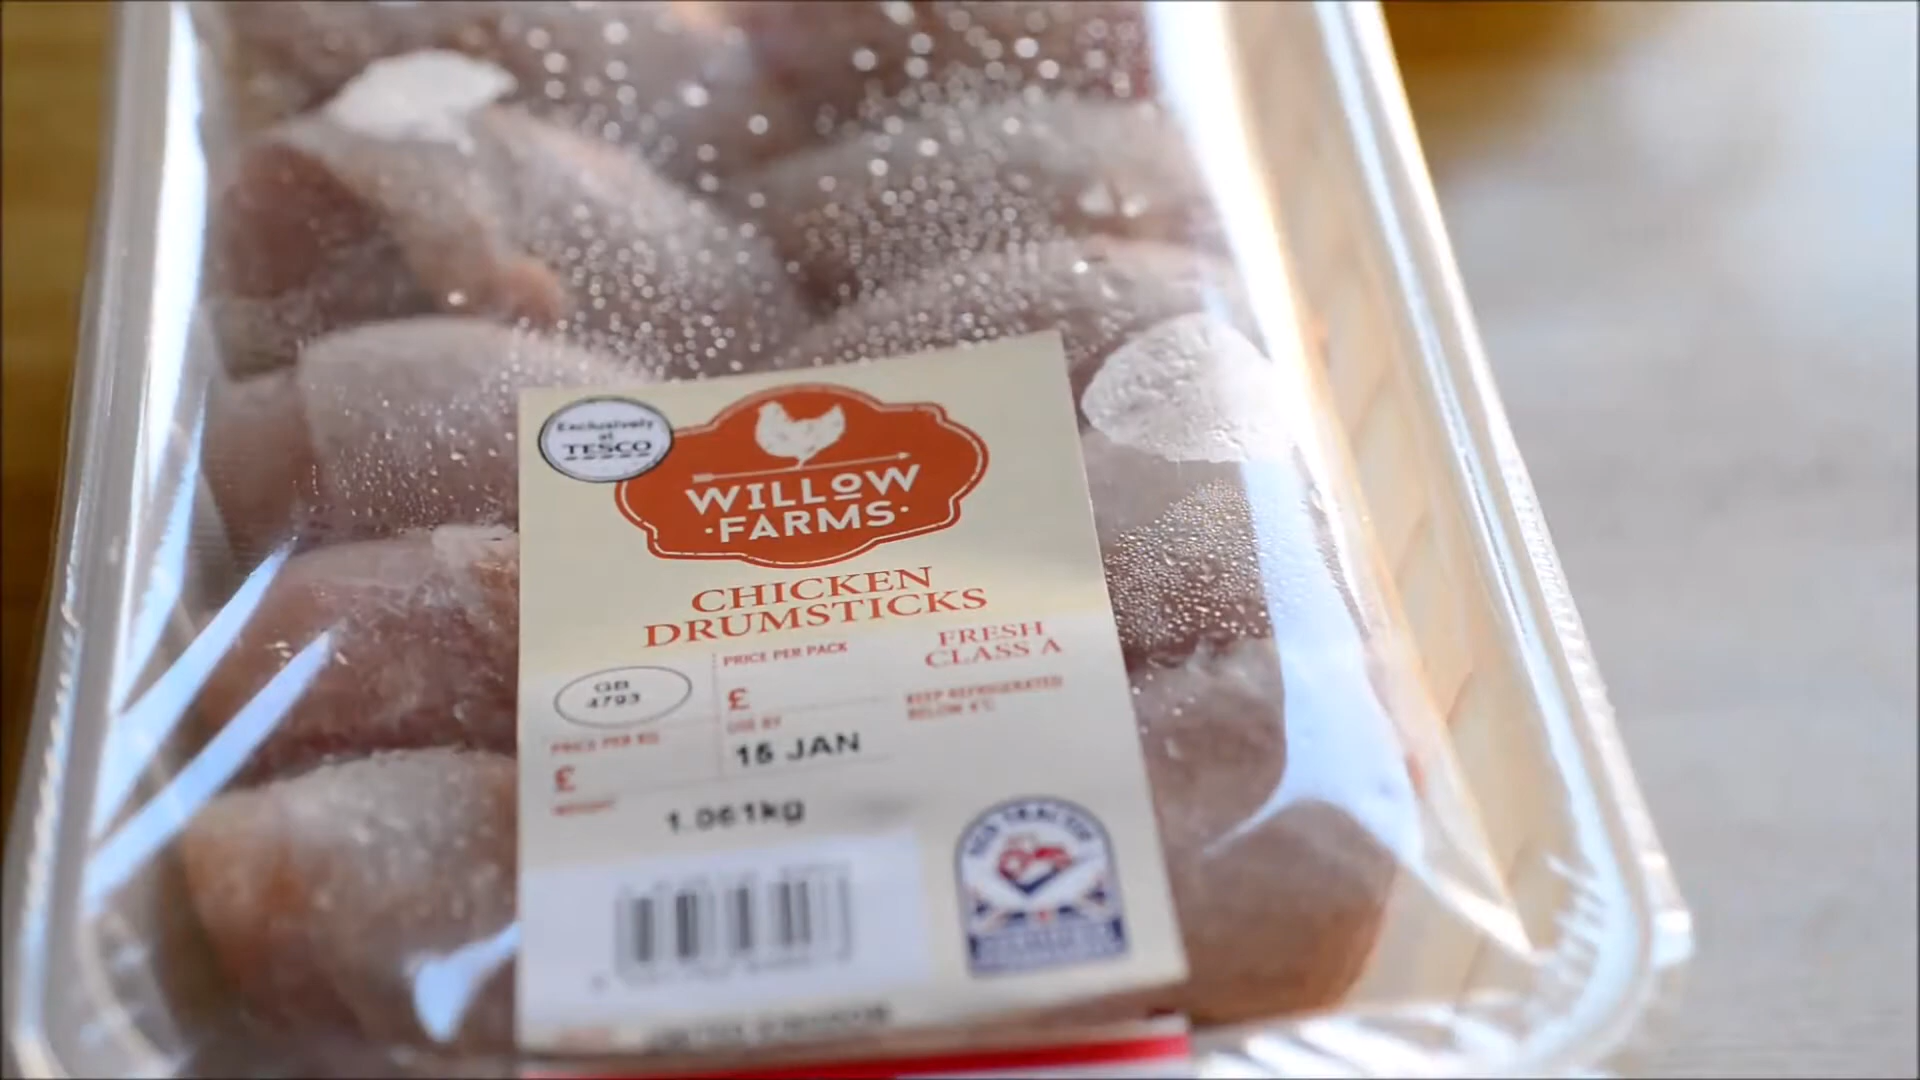 Exclusively
at
TESCO
WILLOW
·FARMS·
CHICKEN
DRUMSTICKS
FRESH
CLASS A
PRICE PER PACK
£
GB
4793
KEEP REFRIGERATED
BELOW 4°C
USE BY
15 JAN
PRICE PER KG
£
WEIGHT
1.061kg
RED TRACTOR